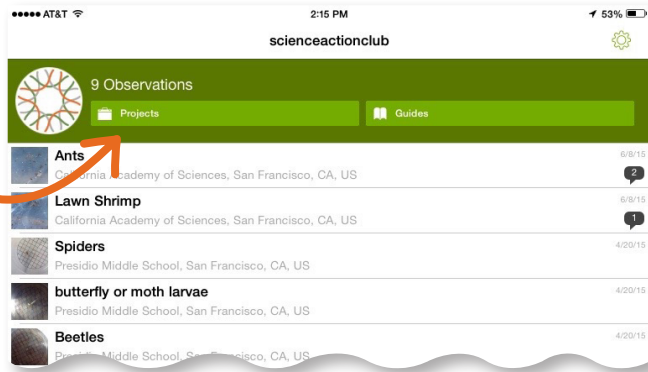 AT&T 2:15 PM 53%
scienceactionclub
9 Observations
Projects Guides
Ants 6/8/15
California Academy of Sciences, San Francisco, CA, US 2
Lawn Shrimp 6/8/15
California Academy of Sciences, San Francisco, CA, US 1
Spiders 4/20/15
Presidio Middle School, San Francisco, CA, US
butterfly or moth larvae 4/20/15
Presidio Middle School, San Francisco, CA, US
Beetles 4/20/15
Presidio Middle School, San Francisco, CA, US